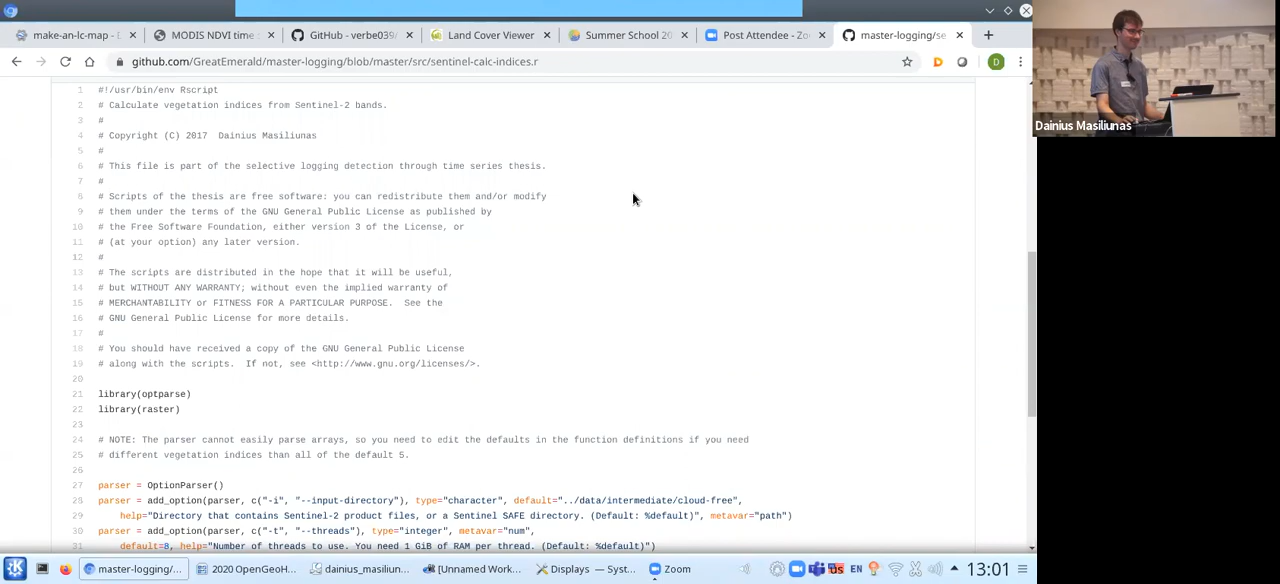 make-an-lc-map -
MODIS NDVI time
GitHub - verbe039/
Land Cover Viewer
Summer School 20
Post Attendee - Zo
master-logging/se
github.com/GreatEmerald/master-logging/blob/master/src/sentinel-calc-indices.r
D
1 #!/usr/bin/env Rscript
2 # Calculate vegetation indices from Sentinel-2 bands.
3 #
4 # Copyright (C) 2017 Dainius Masiliunas
5 #
6 # This file is part of the selective logging detection through time series thesis.
7 #
8 # Scripts of the thesis are free software: you can redistribute them and/or modify
9 # them under the terms of the GNU General Public License as published by
10 # the Free Software Foundation, either version 3 of the License, or
11 # (at your option) any later version.
12 #
13 # The scripts are distributed in the hope that it will be useful,
14 # but WITHOUT ANY WARRANTY; without even the implied warranty of
15 # MERCHANTABILITY or FITNESS FOR A PARTICULAR PURPOSE. See the
16 # GNU General Public License for more details.
17 #
18 # You should have received a copy of the GNU General Public License
19 # along with the scripts. If not, see <http://www.gnu.org/licenses/>.
20
21 library(optparse)
22 library(raster)
23
24 # NOTE: The parser cannot easily parse arrays, so you need to edit the defaults in the function definitions if you need
25 # different vegetation indices than all of the default 5.
26
27 parser = OptionParser()
28 parser = add_option(parser, c("-i", "--input-directory"), type="character", default="../data/intermediate/cloud-free",
29 help="Directory that contains Sentinel-2 product files, or a Sentinel SAFE directory. (Default: %default)", metavar="path")
30 parser = add_option(parser, c("-t", "--threads"), type="integer", metavar="num",
31 default=8, help="Number of threads to use. You need 1 GiB of RAM per thread. (Default: %default)")
Dainius Masiliunas
master-logging/...
2020 OpenGeoH...
dainius_masiliun...
[Unnamed Work...
Displays — Syst...
Zoom
EN
13:01